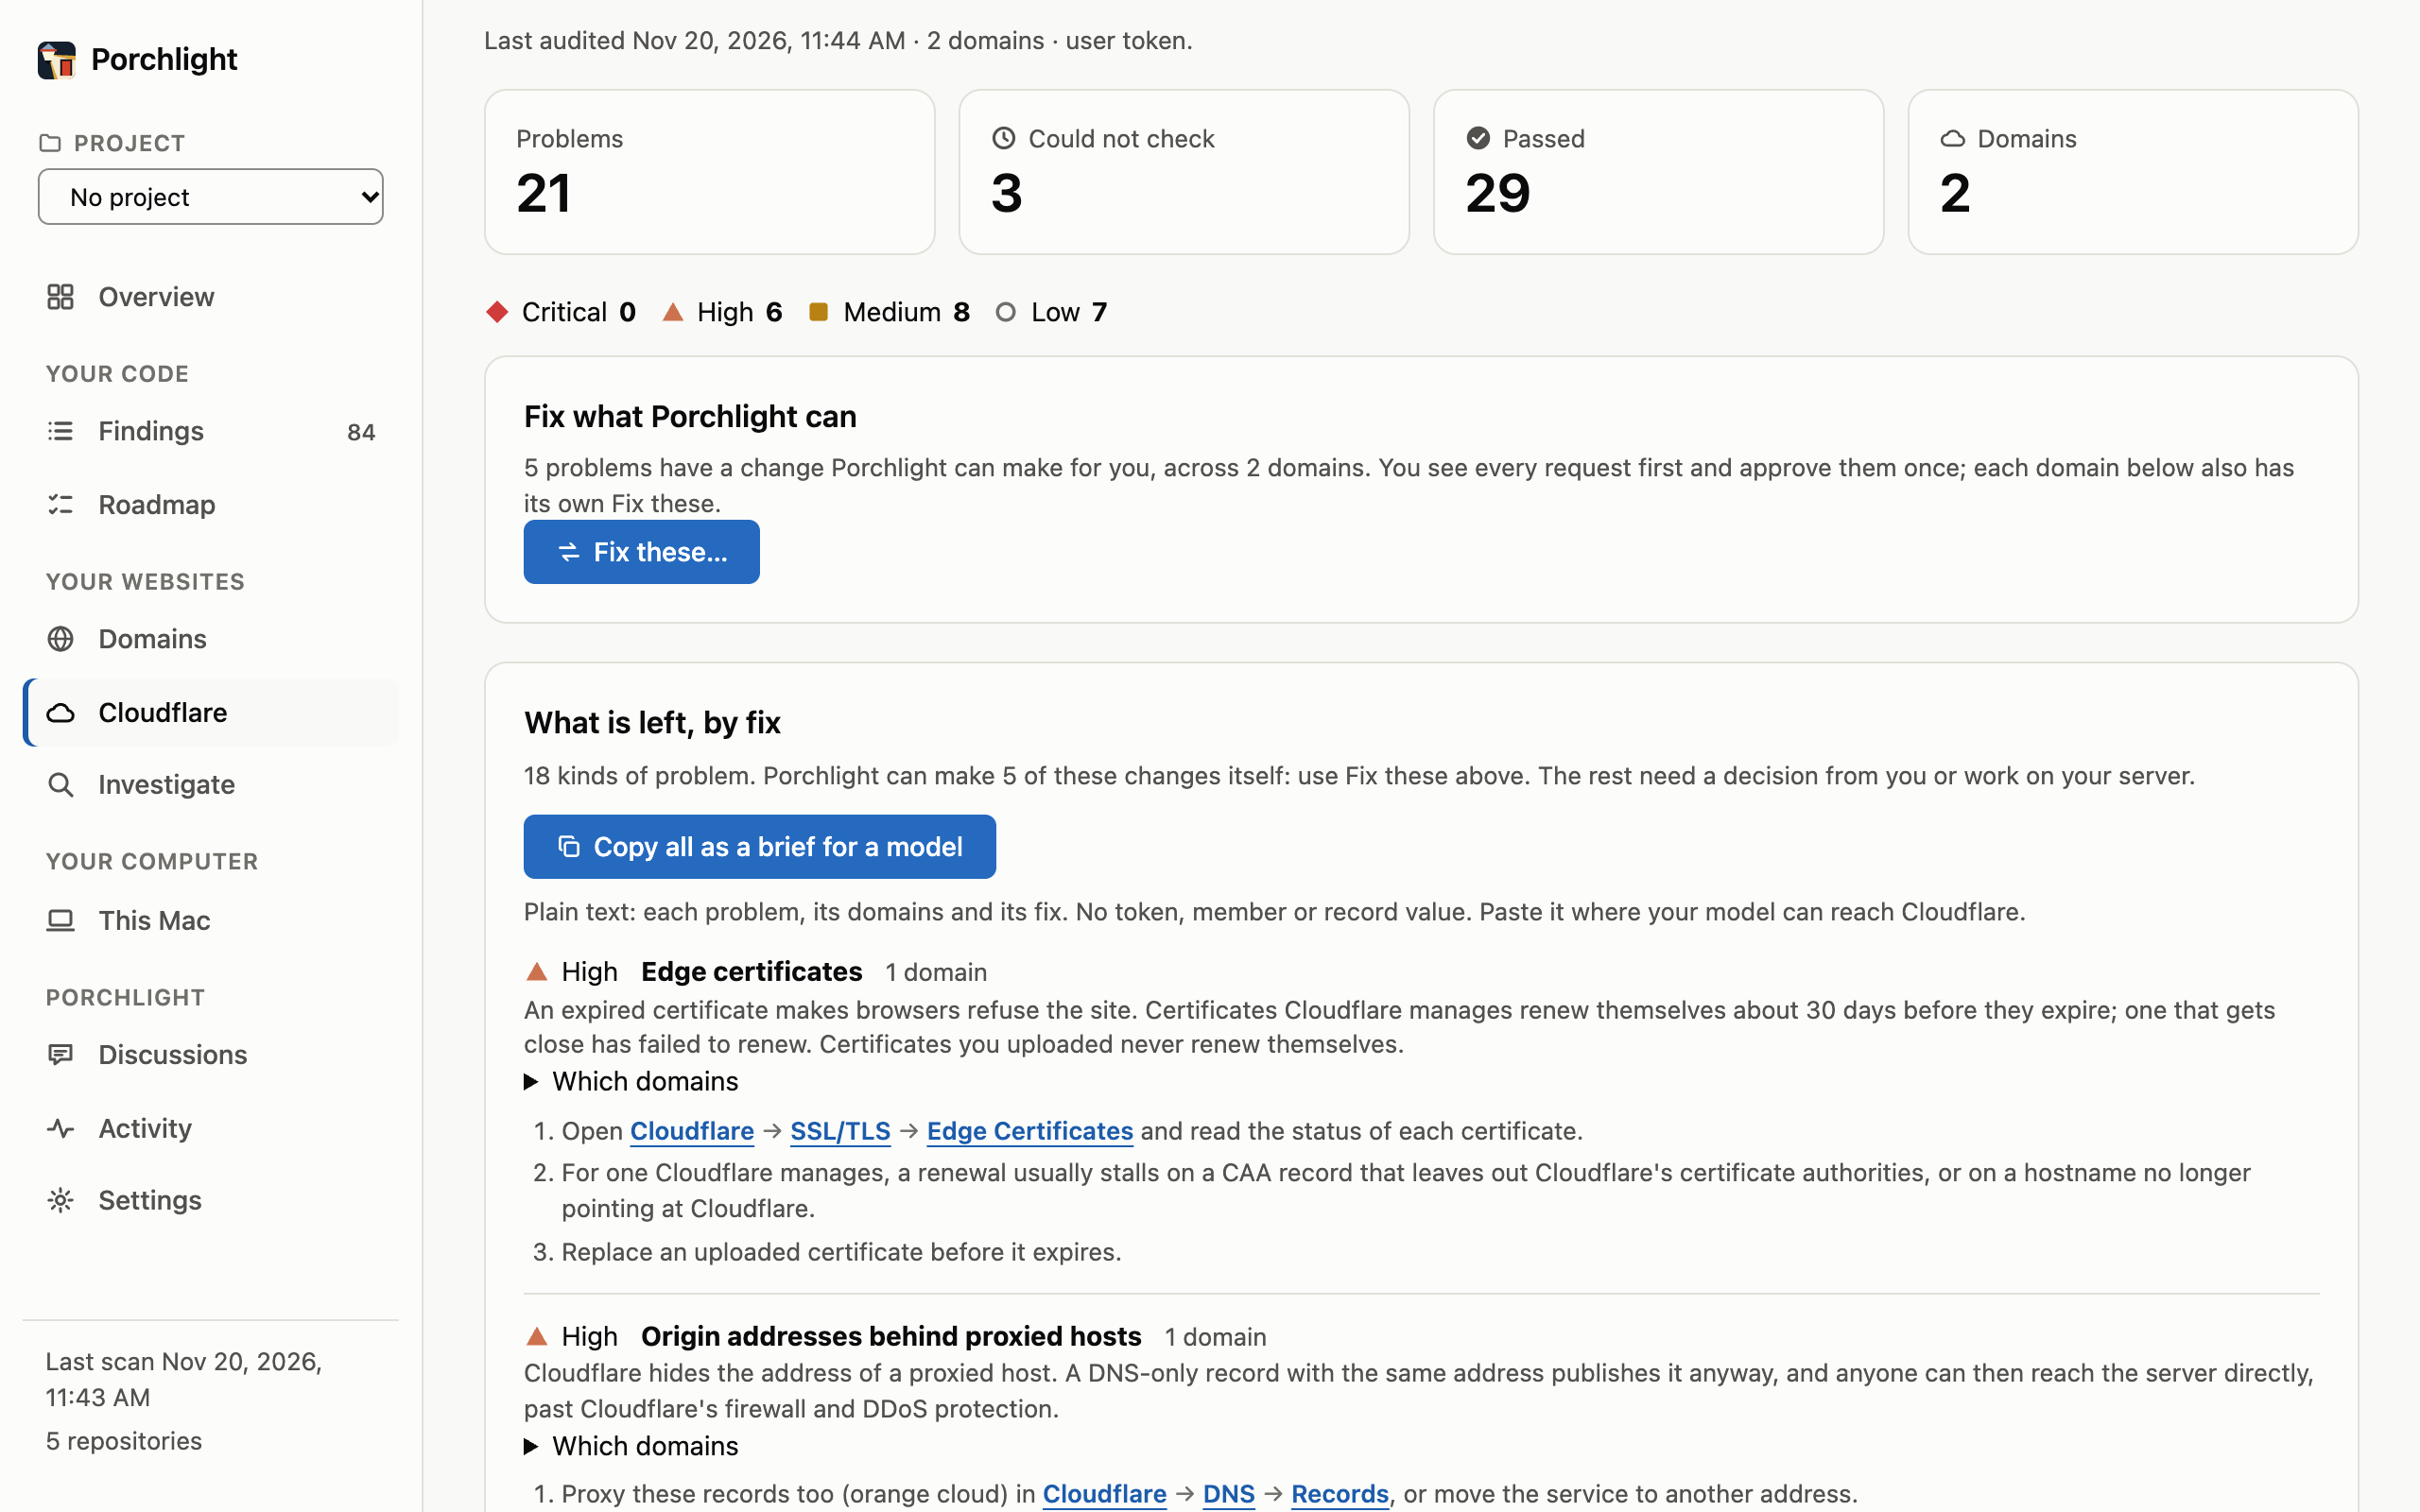 Porchlight
PROJECT
No project
Overview
YOUR CODE
Findings 84
Roadmap
YOUR WEBSITES
Domains
Cloudflare
Investigate
YOUR COMPUTER
This Mac
PORCHLIGHT
Discussions
Activity
Settings
Last scan Nov 20, 2026,
11:43 AM
5 repositories
Last audited Nov 20, 2026, 11:44 AM · 2 domains · user token.
Problems
21
Could not check
3
Passed
29
Domains
2
Critical 0 High 6 Medium 8 Low 7
Fix what Porchlight can
5 problems have a change Porchlight can make for you, across 2 domains. You see every request first and approve them once; each domain below also has
its own Fix these.
Fix these...
What is left, by fix
18 kinds of problem. Porchlight can make 5 of these changes itself: use Fix these above. The rest need a decision from you or work on your server.
Copy all as a brief for a model
Plain text: each problem, its domains and its fix. No token, member or record value. Paste it where your model can reach Cloudflare.
High Edge certificates 1 domain
An expired certificate makes browsers refuse the site. Certificates Cloudflare manages renew themselves about 30 days before they expire; one that gets
close has failed to renew. Certificates you uploaded never renew themselves.
Which domains
1. Open Cloudflare → SSL/TLS → Edge Certificates and read the status of each certificate.
2. For one Cloudflare manages, a renewal usually stalls on a CAA record that leaves out Cloudflare's certificate authorities, or on a hostname no longer
pointing at Cloudflare.
3. Replace an uploaded certificate before it expires.
High Origin addresses behind proxied hosts 1 domain
Cloudflare hides the address of a proxied host. A DNS-only record with the same address publishes it anyway, and anyone can then reach the server directly,
past Cloudflare's firewall and DDoS protection.
Which domains
1. Proxy these records too (orange cloud) in Cloudflare → DNS → Records, or move the service to another address.